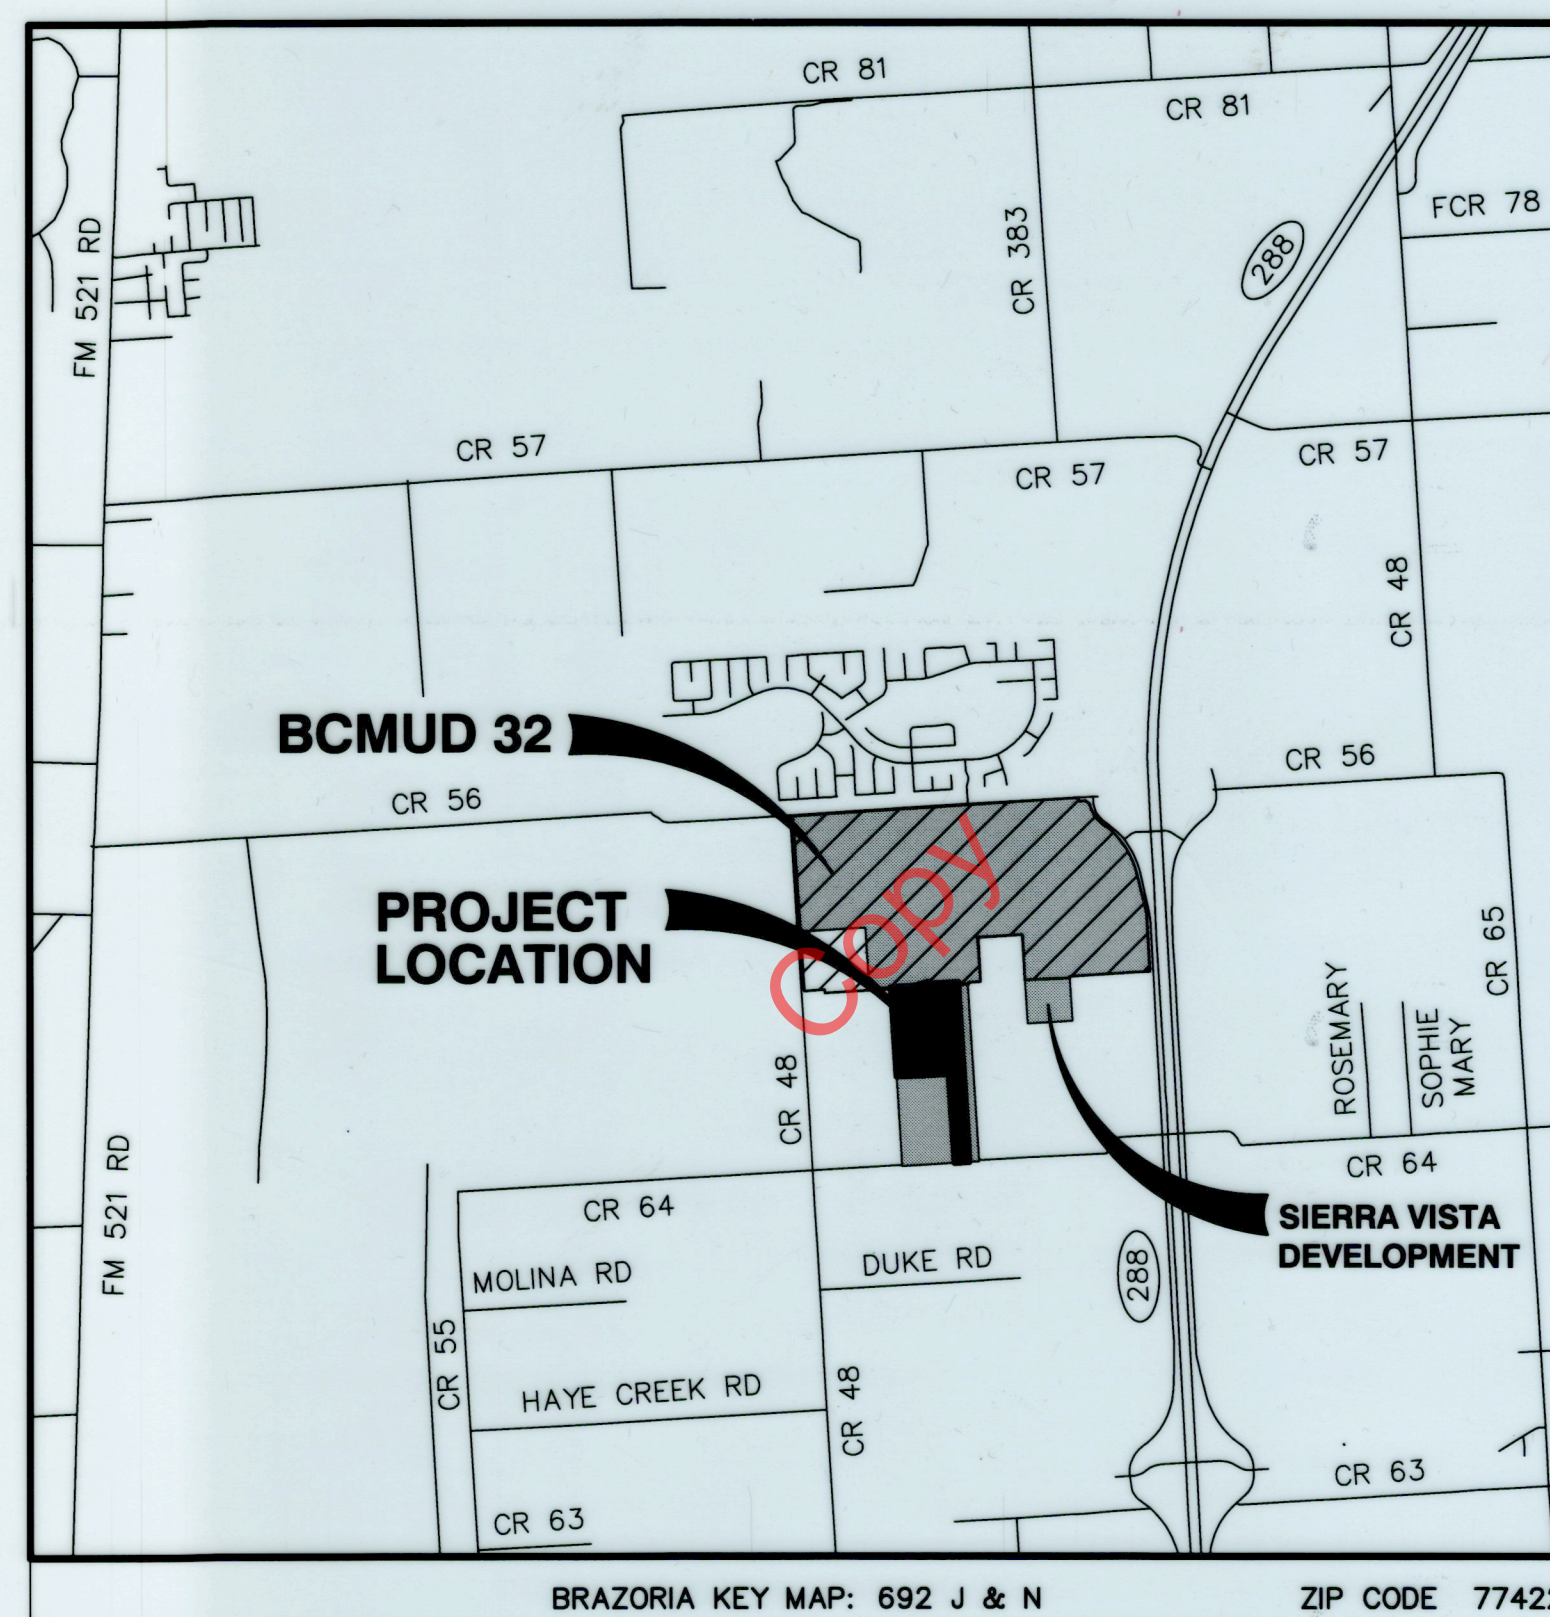 CR 81
CR 81
FCR 78
CR 383
288
FM 521 RD
CR 57
CR 57
CR 57
CR 48
BCMUD 32
CR 56
CR 56
PROJECT
LOCATION
Copy
CR 65
ROSEMARY
SOPHIE
MARY
CR 48
FM 521 RD
CR 64
CR 64
SIERRA VISTA
DEVELOPMENT
MOLINA RD
DUKE RD
288
CR 55
HAYE CREEK RD
CR 48
CR 63
CR 63
BRAZORIA KEY MAP: 692 J & N
ZIP CODE